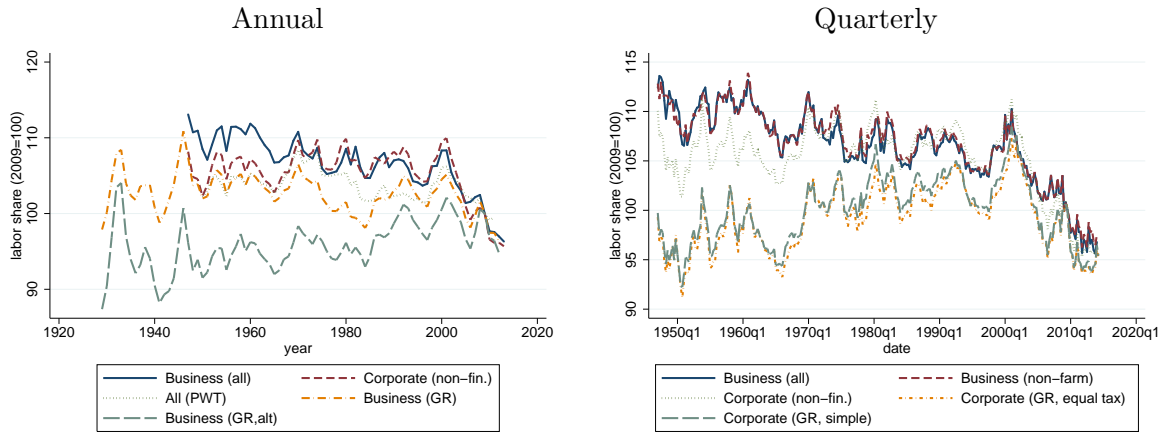 Annual
labor share (2009=100)
120
110
100
90
1920
1940
1960
1980
2000
2020
year
Business (all)
Corporate (non−fin.)
All (PWT)
Business (GR)
Business (GR,alt)
Quarterly
labor share (2009=100)
115
110
105
100
95
90
1950q1
1960q1
1970q1
1980q1
1990q1
2000q1
2010q1
2020q1
date
Business (all)
Business (non−farm)
Corporate (non−fin.)
Corporate (GR, equal tax)
Corporate (GR, simple)